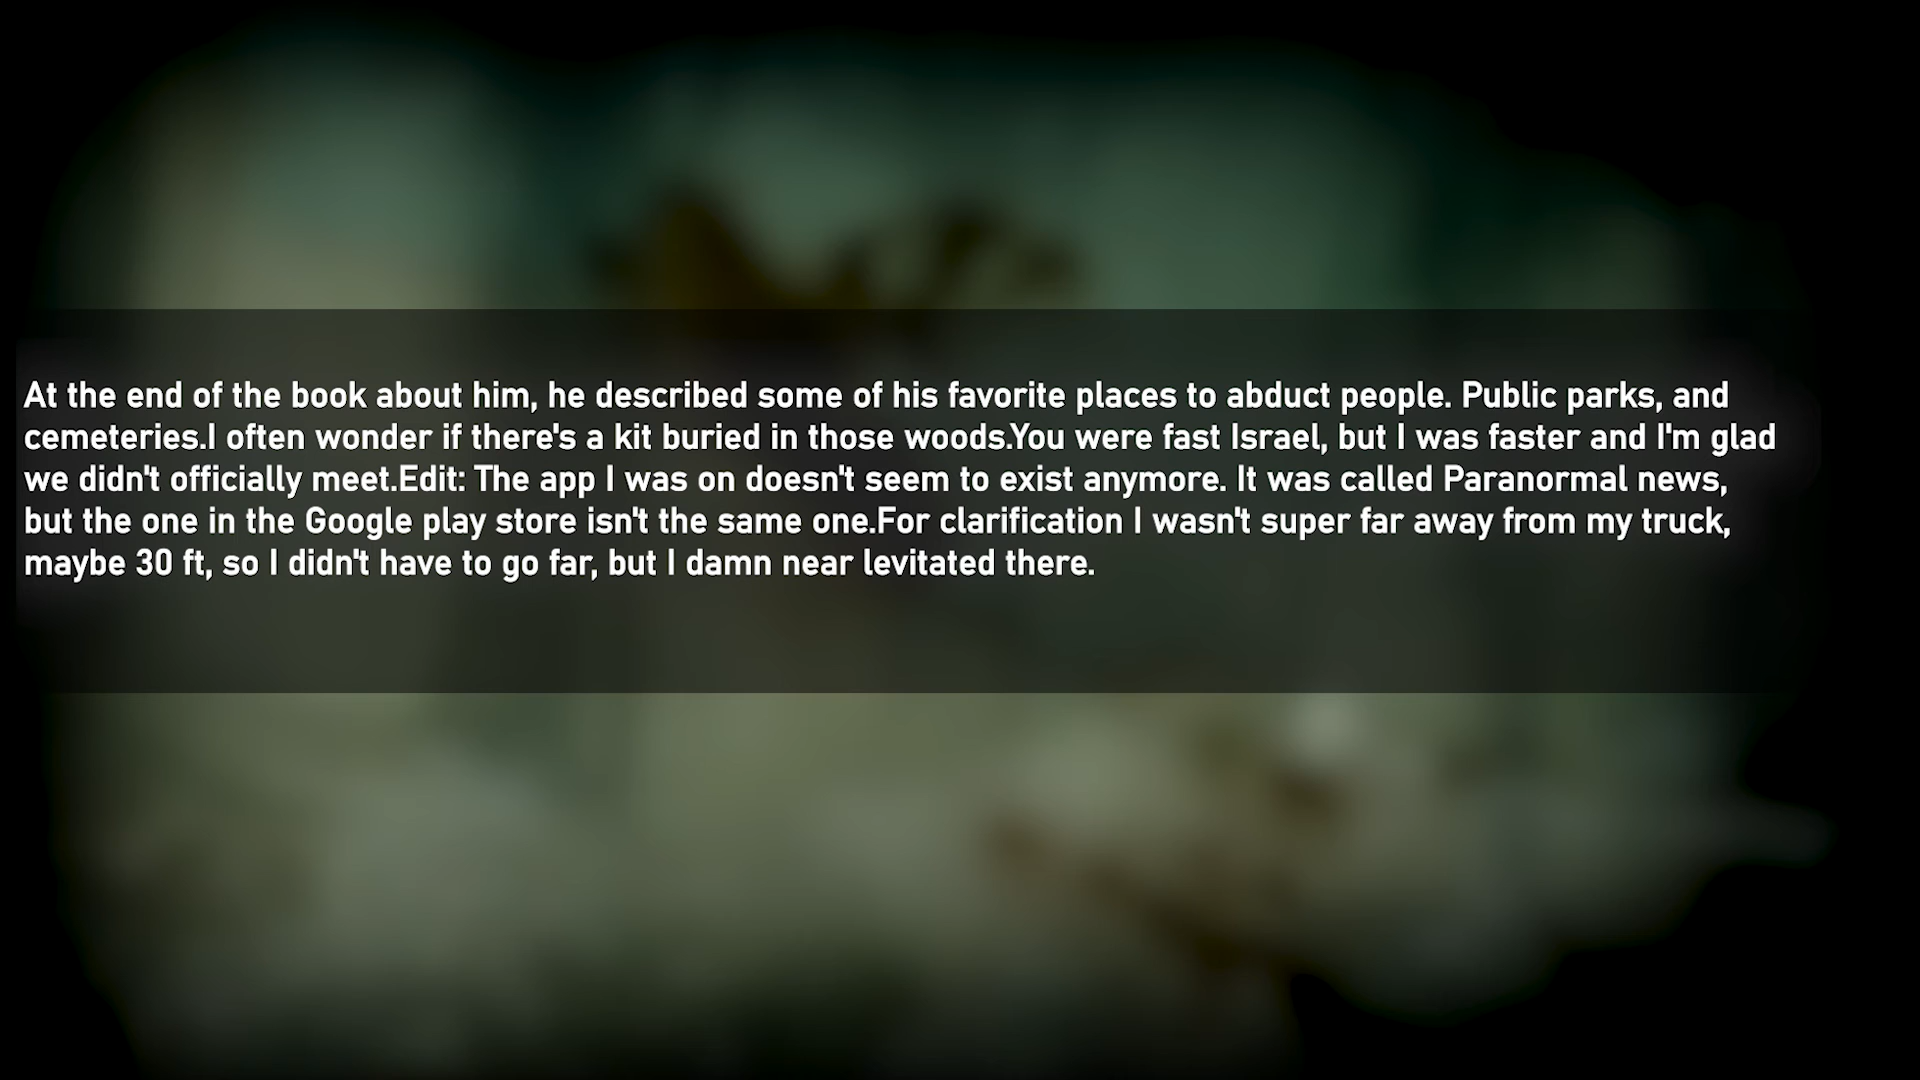 At the end of the book about him, he described some of his favorite places to abduct people. Public parks, and
cemeteries.I often wonder if there's a kit buried in those woods.You were fast Israel, but I was faster and I'm glad
we didn't officially meet.Edit: The app I was on doesn't seem to exist anymore. It was called Paranormal news,
but the one in the Google play store isn't the same one.For clarification I wasn't super far away from my truck,
maybe 30 ft, so I didn't have to go far, but I damn near levitated there.